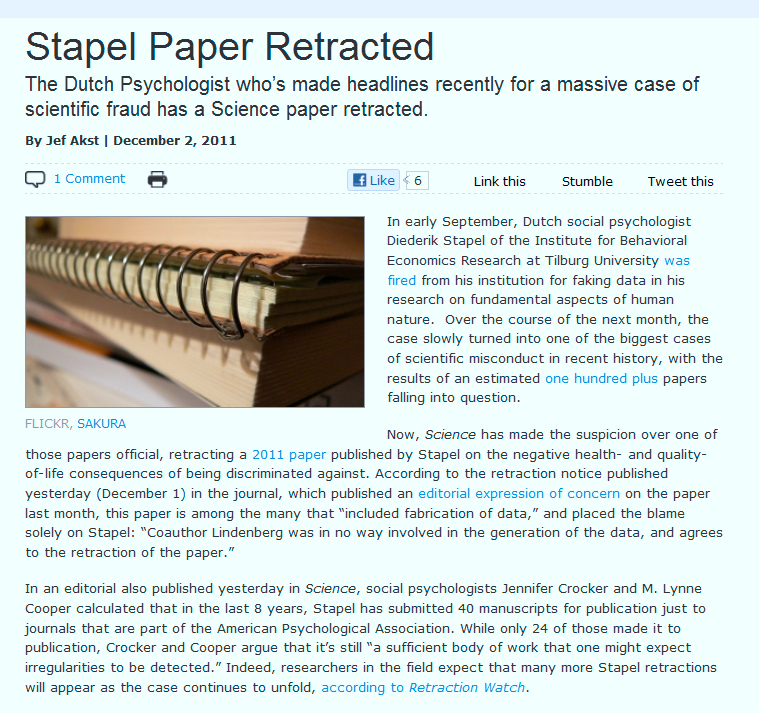 Stapel Paper Retracted
The Dutch Psychologist who's made headlines recently for a massive case of
scientific fraud has a Science paper retracted.
By Jef Akst | December 2, 2011
1 Comment Like 6 Link this Stumble Tweet this
In early September, Dutch social psychologist
Diederik Stapel of the Institute for Behavioral
Economics Research at Tilburg University was
fired from his institution for faking data in his
research on fundamental aspects of human
nature.  Over the course of the next month, the
case slowly turned into one of the biggest cases
of scientific misconduct in recent history, with the
results of an estimated one hundred plus papers
falling into question.
FLICKR, SAKURA
Now, Science has made the suspicion over one of
those papers official, retracting a 2011 paper published by Stapel on the negative health- and quality-
of-life consequences of being discriminated against. According to the retraction notice published
yesterday (December 1) in the journal, which published an editorial expression of concern on the paper
last month, this paper is among the many that “included fabrication of data,” and placed the blame
solely on Stapel: “Coauthor Lindenberg was in no way involved in the generation of the data, and agrees
to the retraction of the paper.”
In an editorial also published yesterday in Science, social psychologists Jennifer Crocker and M. Lynne
Cooper calculated that in the last 8 years, Stapel has submitted 40 manuscripts for publication just to
journals that are part of the American Psychological Association. While only 24 of those made it to
publication, Crocker and Cooper argue that it’s still “a sufficient body of work that one might expect
irregularities to be detected.” Indeed, researchers in the field expect that many more Stapel retractions
will appear as the case continues to unfold, according to Retraction Watch.